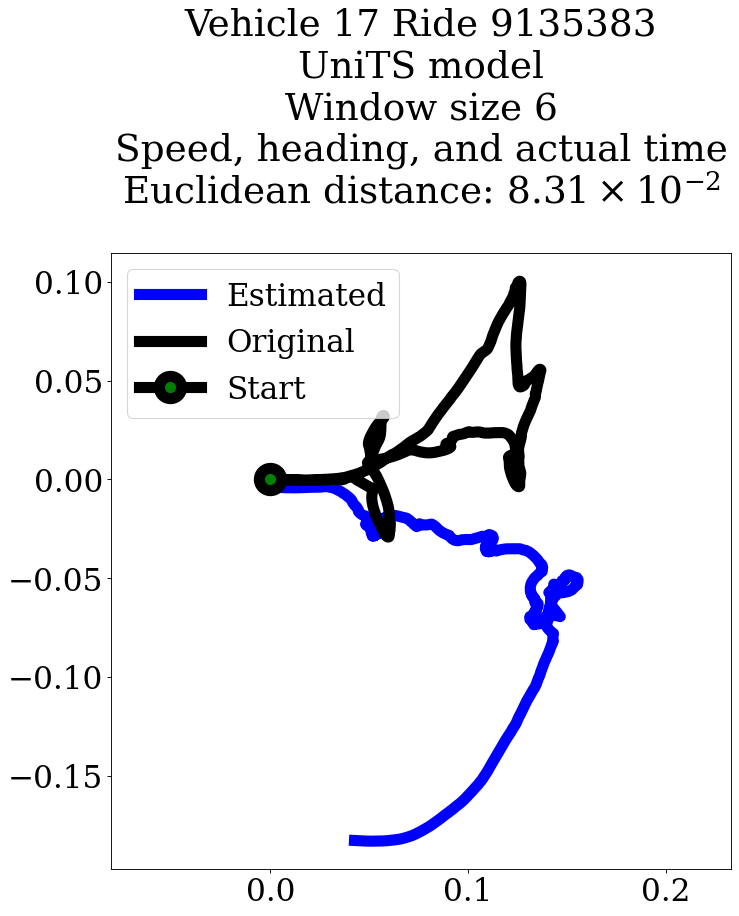 Vehicle 17 Ride 9135383
UniTS model
Window size 6
Speed, heading, and actual time
Euclidean distance: 8.31 × 10⁻²
Estimated
Original
Start
0.10
0.05
0.00
−0.05
−0.10
−0.15
0.0 0.1 0.2